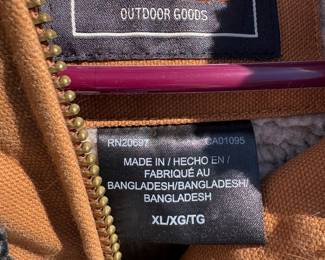 OUTDOOR GOODS
RN20697 CA01095
MADE IN / HECHO EN /
FABRIQUÉ AU
BANGLADESH/BANGLADESH/
BANGLADESH
XL/XG/TG